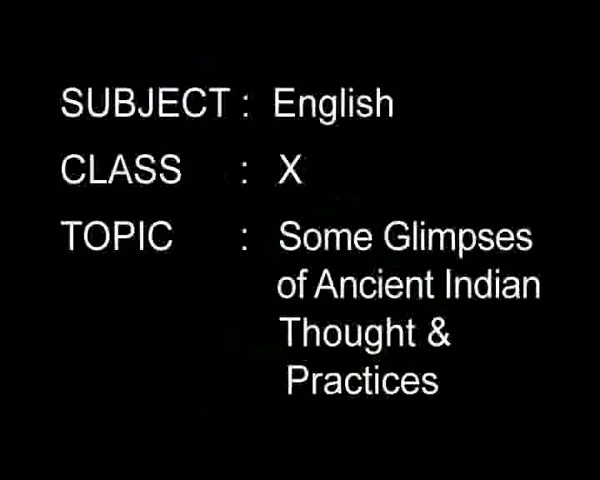 SUBJECT : English
CLASS : X
TOPIC : Some Glimpses
of Ancient Indian
Thought &
Practices